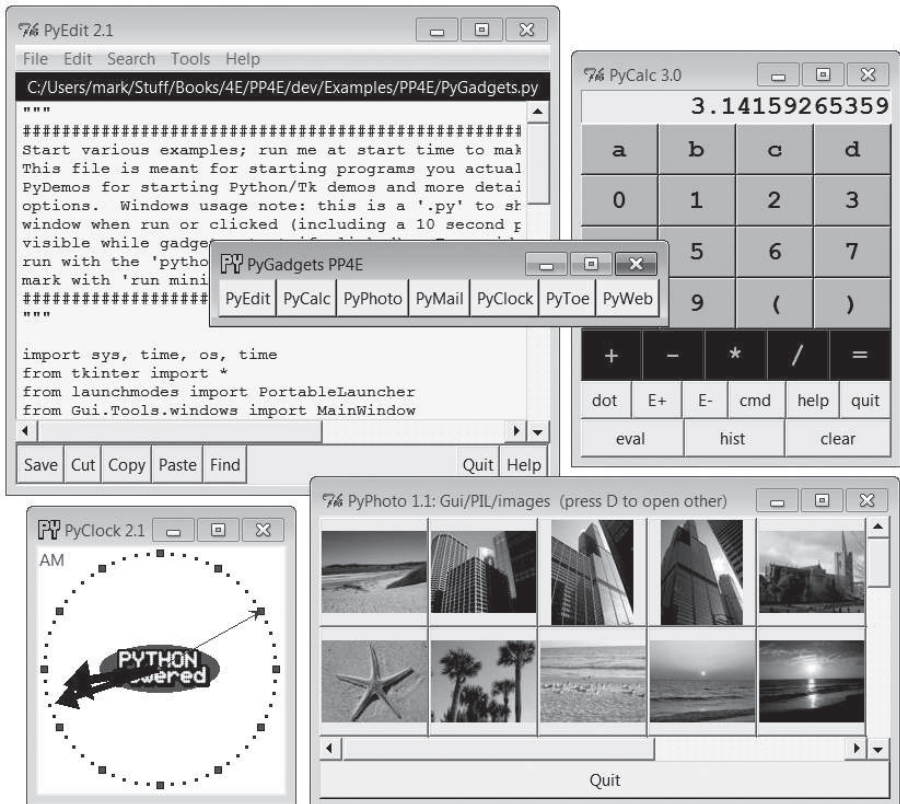 PyEdit 2.1
File Edit Search Tools Help
C:/Users/mark/Stuff/Books/4E/PP4E/dev/Examples/PP4E/PyGadgets.py
"""
##################################################
Start various examples; run me at start time to mak
This file is meant for starting programs you actual
PyDemos for starting Python/Tk demos and more detai
options. Windows usage note: this is a '.py' to sh
window when run or clicked (including a 10 second p
visible while gadget
run with the 'pytho
mark with 'run mini
#################
"""
import sys, time, os, time
from tkinter import *
from launchmodes import PortableLauncher
from Gui.Tools.windows import MainWindow
Save Cut Copy Paste Find Quit Help
PyGadgets PP4E
PyEdit PyCalc PyPhoto PyMail PyClock PyToe PyWeb
PyCalc 3.0
3.14159265359
a b c d
0 1 2 3
5 6 7
9 ( )
+ - * / =
dot E+ E- cmd help quit
eval hist clear
PyClock 2.1
AM
PYTHON
Powered
PyPhoto 1.1: Gui/PIL/images (press D to open other)
Quit